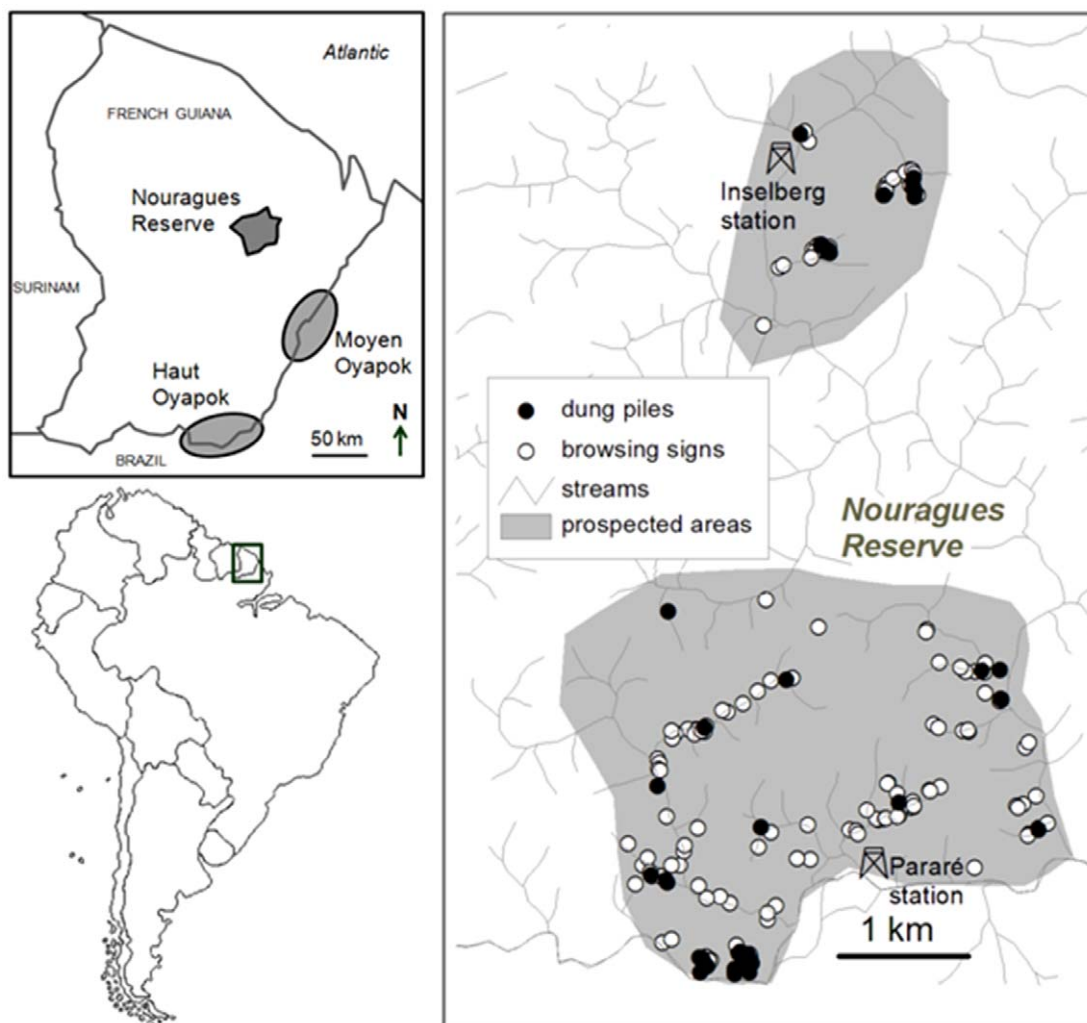 Atlantic
FRENCH GUIANA
Nouragues
Reserve
SURINAM
Moyen
Oyapok
Haut
Oyapok
N
50 km
BRAZIL
Inselberg
station
dung piles
browsing signs
streams
prospected areas
Nouragues
Reserve
Pararé
station
1 km